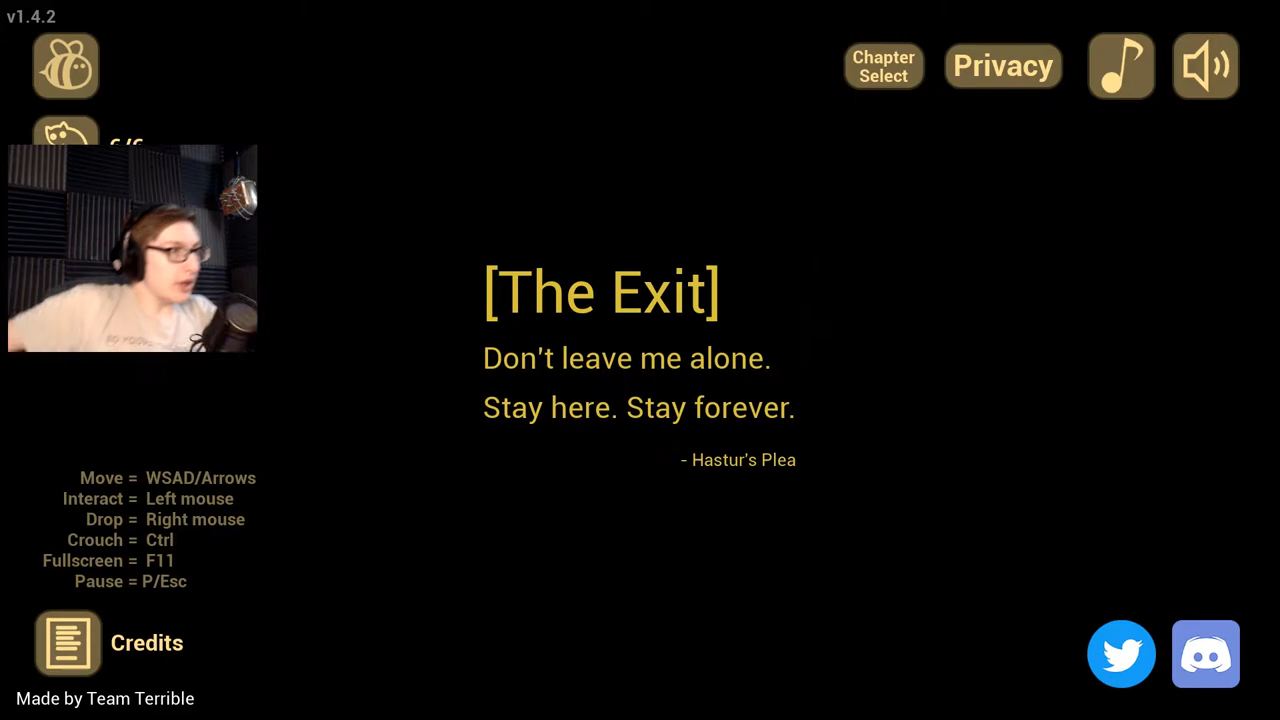 v1.4.2
Chapter
Select
Privacy
[The Exit]
Don't leave me alone.
Stay here. Stay forever.
- Hastur's Plea
Move = WSAD/Arrows
Interact = Left mouse
Drop = Right mouse
Crouch = Ctrl
Fullscreen = F11
Pause = P/Esc
Credits
Made by Team Terrible